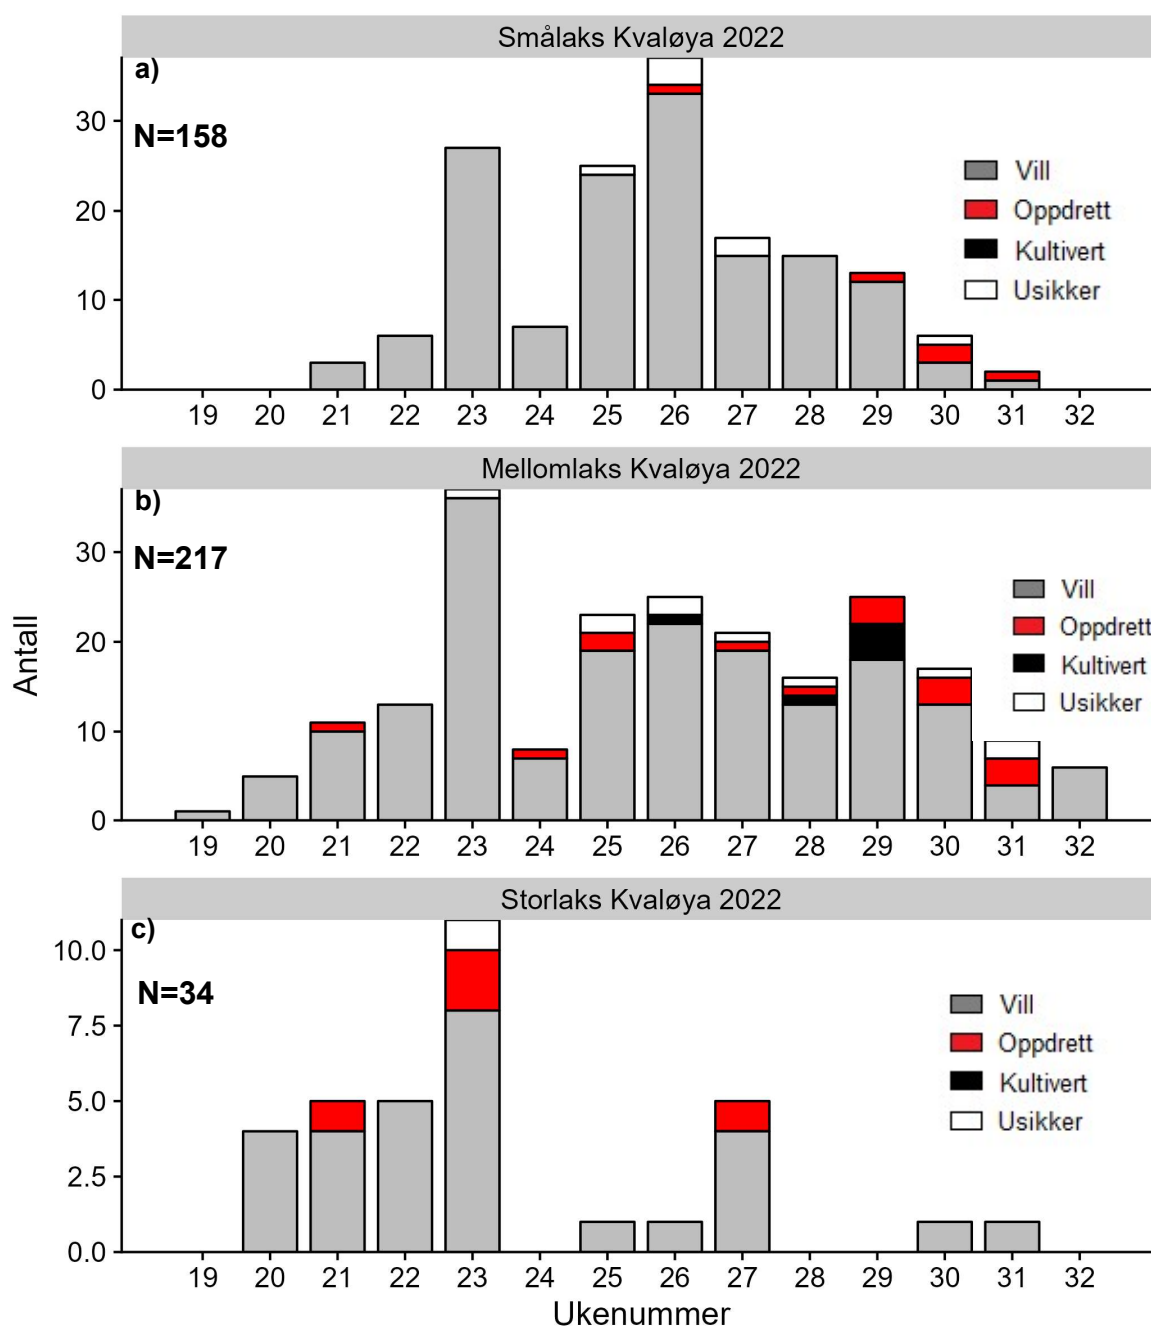 Smålaks Kvaløya 2022
a)
N=158
30
20
10
0
Vill
Oppdrett
Kultivert
Usikker
19 20 21 22 23 24 25 26 27 28 29 30 31 32
Mellomlaks Kvaløya 2022
b)
N=217
30
20
10
0
Vill
Oppdrett
Kultivert
Usikker
19 20 21 22 23 24 25 26 27 28 29 30 31 32
Antall
Storlaks Kvaløya 2022
c)
N=34
10.0
7.5
5.0
2.5
0.0
Vill
Oppdrett
Kultivert
Usikker
19 20 21 22 23 24 25 26 27 28 29 30 31 32
Ukenummer